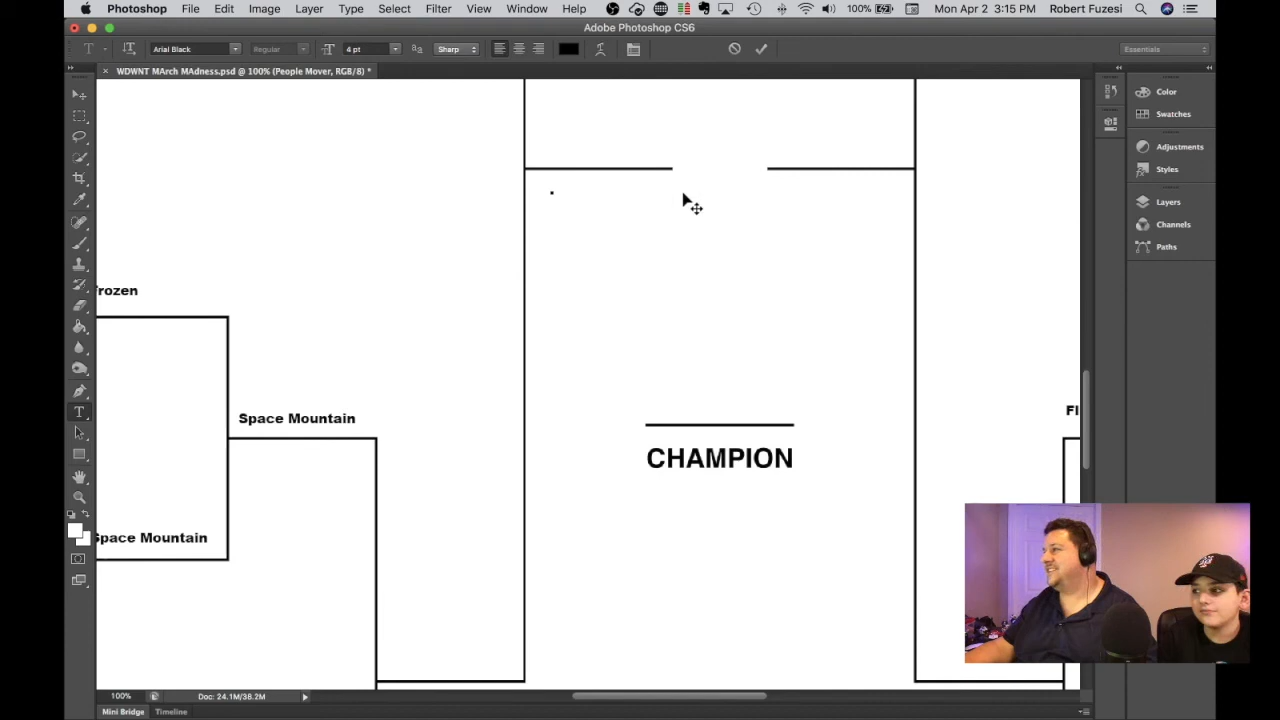 Photoshop File Edit Image Layer Type Select Filter View Window Help 100% Mon Apr 2 3:15 PM Robert Fuzesi
Adobe Photoshop CS6
T Arial Black Regular 4 pt Sharp Essentials
WDWNT MArch MAdness.psd @ 100% (People Mover, RGB/8) *
Color
Swatches
Adjustments
Styles
Layers
Channels
Paths
Frozen
Space Mountain
Fl
CHAMPION
Space Mountain
100% Doc: 24.1M/38.2M
Mini Bridge Timeline